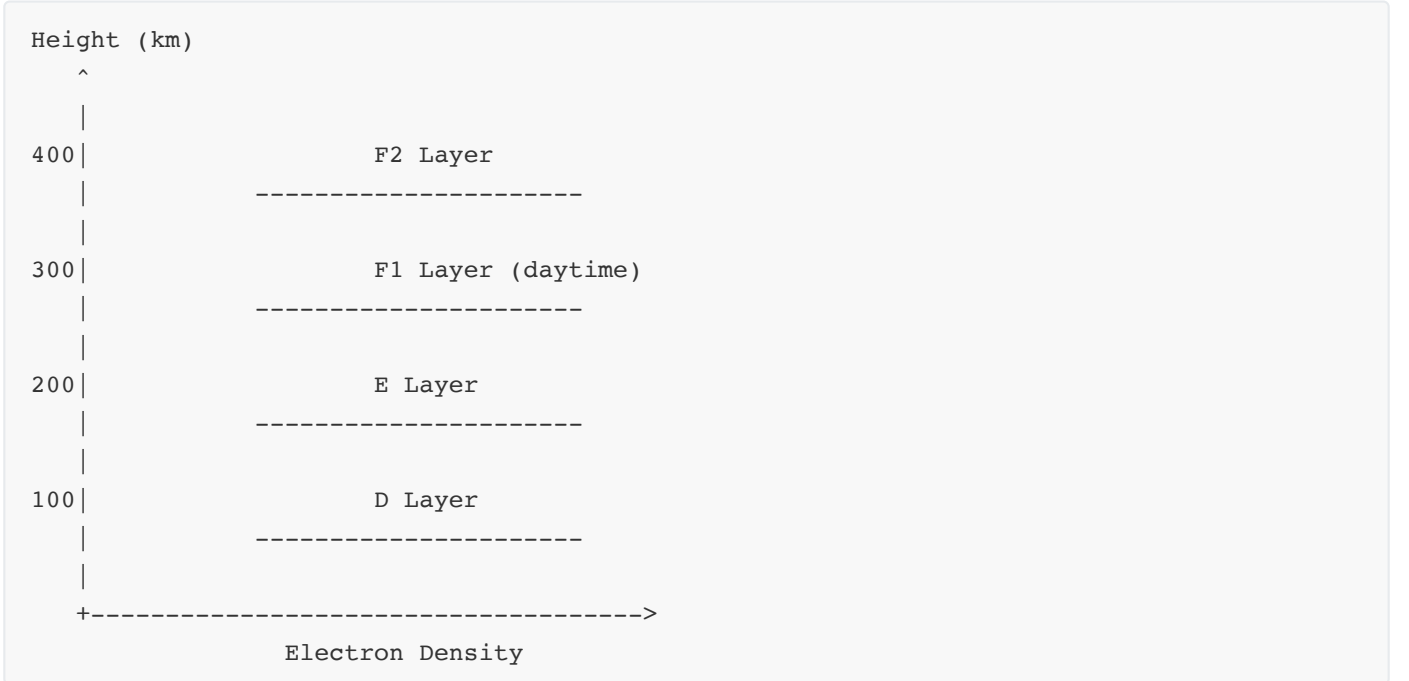 Height (km)
^
|
400| F2 Layer
| ----------------------
|
300| F1 Layer (daytime)
| ----------------------
|
200| E Layer
| ----------------------
|
100| D Layer
| ----------------------
|
+------------------------------------->
Electron Density